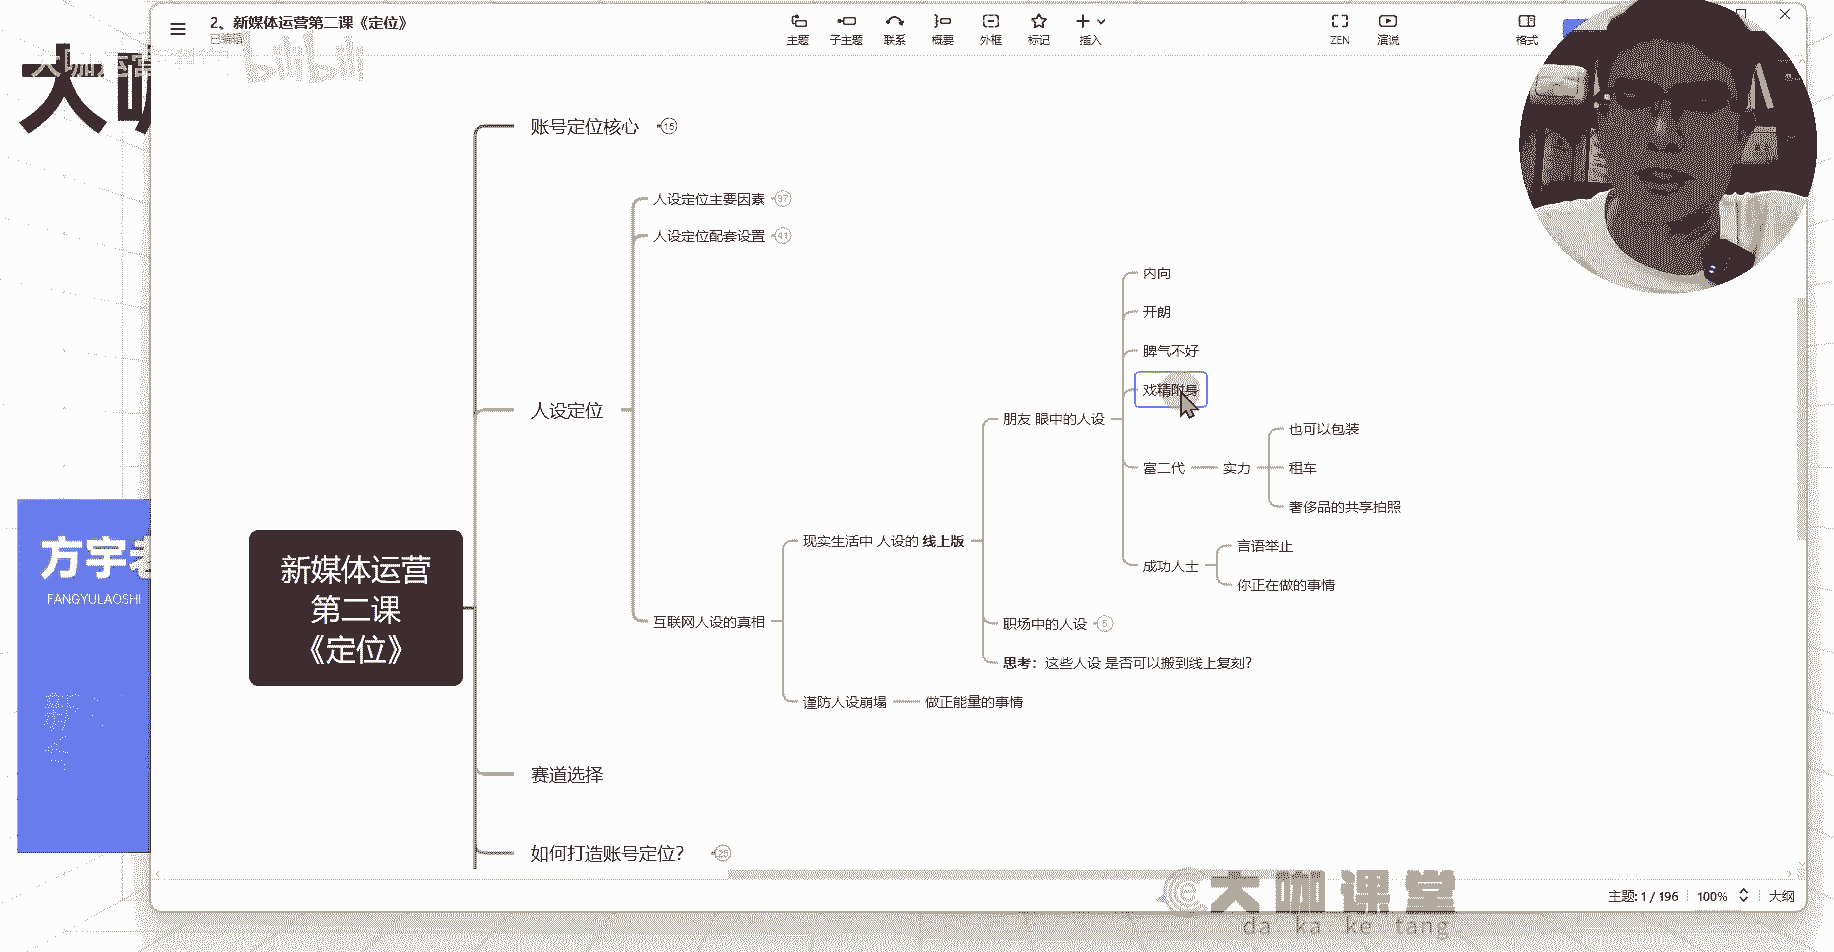 2、新媒体运营第二课《定位》
已编辑
主题
子主题
联系
概要
外框
标记
插入
ZEN
演说
格式
大咖运营
bilibili
大咖
账号定位核心
15
人设定位主要因素
37
人设定位配套设置
41
内向
开朗
脾气不好
戏精附身
人设定位
朋友 眼中的人设
也可以包装
富二代
实力
租车
奢侈品的共享拍照
现实生活中 人设的 线上版
言语举止
成功人士
你正在做的事情
新媒体运营
第二课
《定位》
方宇老
FANGYULAOSHI
互联网人设的真相
职场中的人设
5
思考：这些人设 是否可以搬到线上复刻？
谨防人设崩塌
做正能量的事情
赛道选择
如何打造账号定位？
25
大咖课堂
da ka ke tang
主题: 1 / 196
100%
大纲